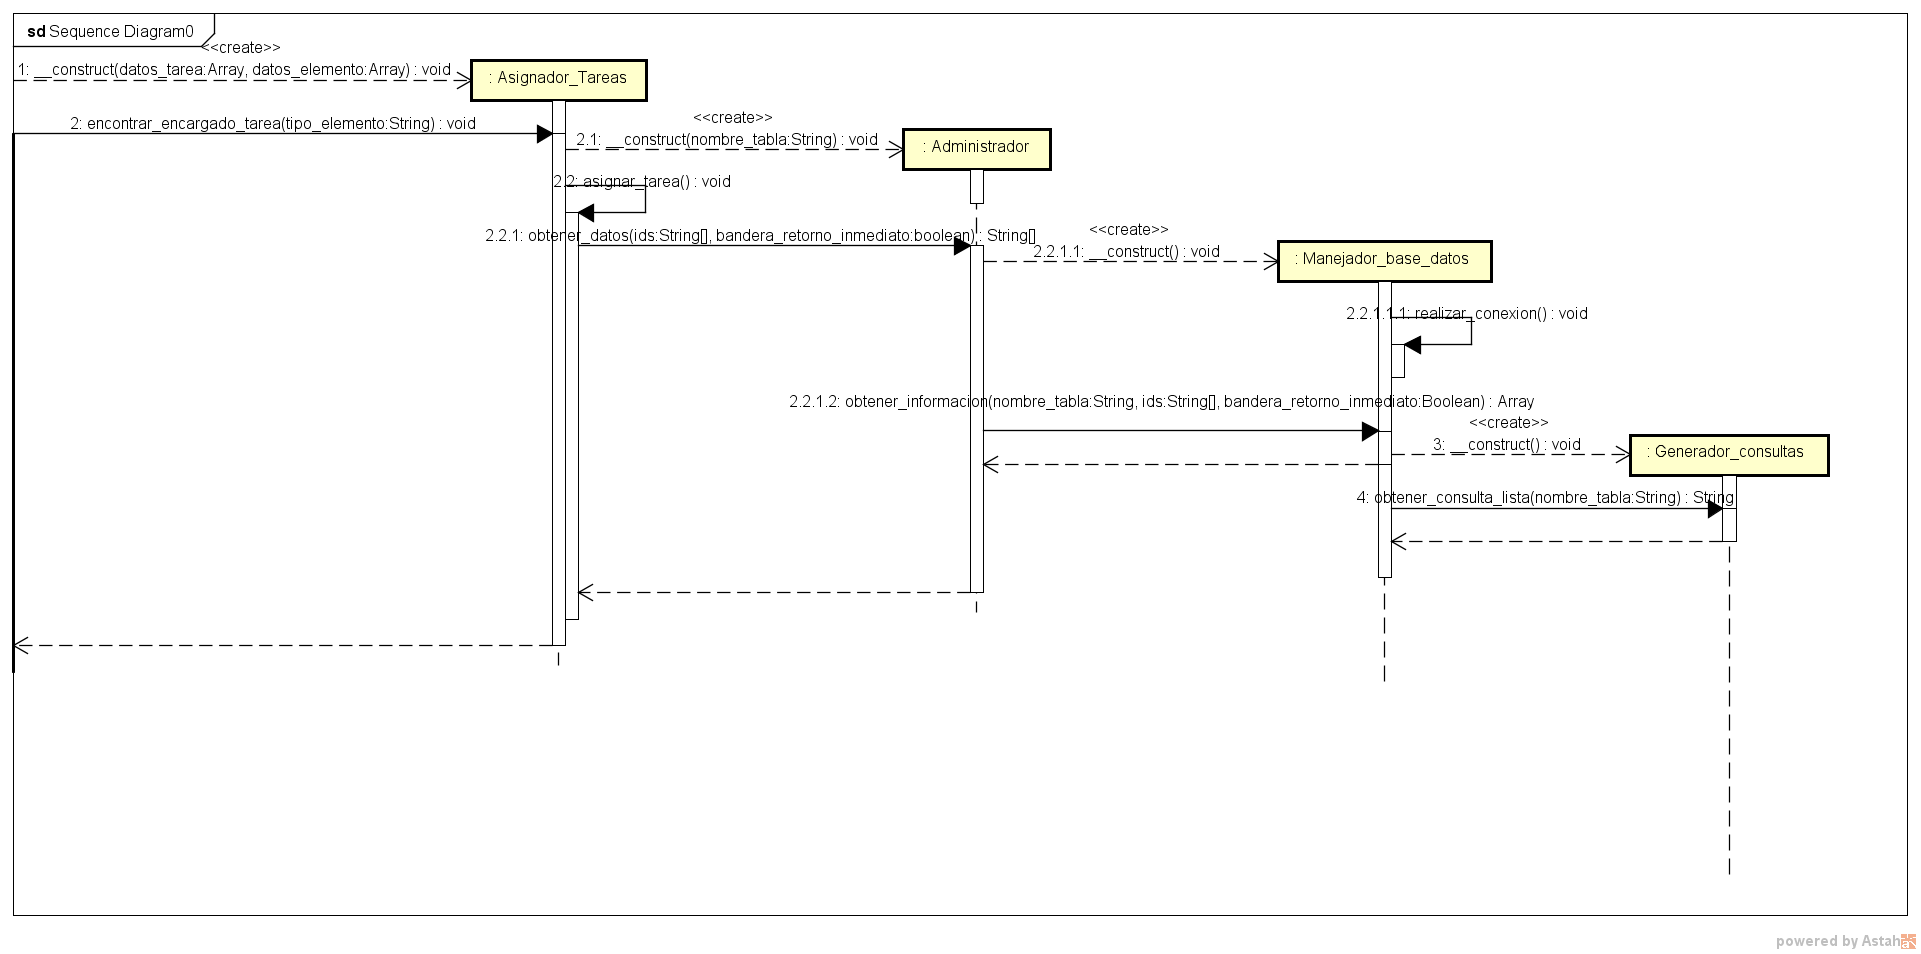 sd Sequence Diagram0
<<create>>
1: __construct(datos_tarea:Array, datos_elemento:Array) : void
: Asignador_Tareas
2: encontrar_encargado_tarea(tipo_elemento:String) : void
<<create>>
2.1: __construct(nombre_tabla:String) : void
: Administrador
2.2: asignar_tarea() : void
2.2.1: obtener_datos(ids:String[], bandera_retorno_inmediato:boolean) : String[]
<<create>>
2.2.1.1: __construct() : void
: Manejador_base_datos
2.2.1.1.1: realizar_conexion() : void
2.2.1.2: obtener_informacion(nombre_tabla:String, ids:String[], bandera_retorno_inmediato:Boolean) : Array
<<create>>
3: __construct() : void
: Generador_consultas
4: obtener_consulta_lista(nombre_tabla:String) : String
powered by Astah